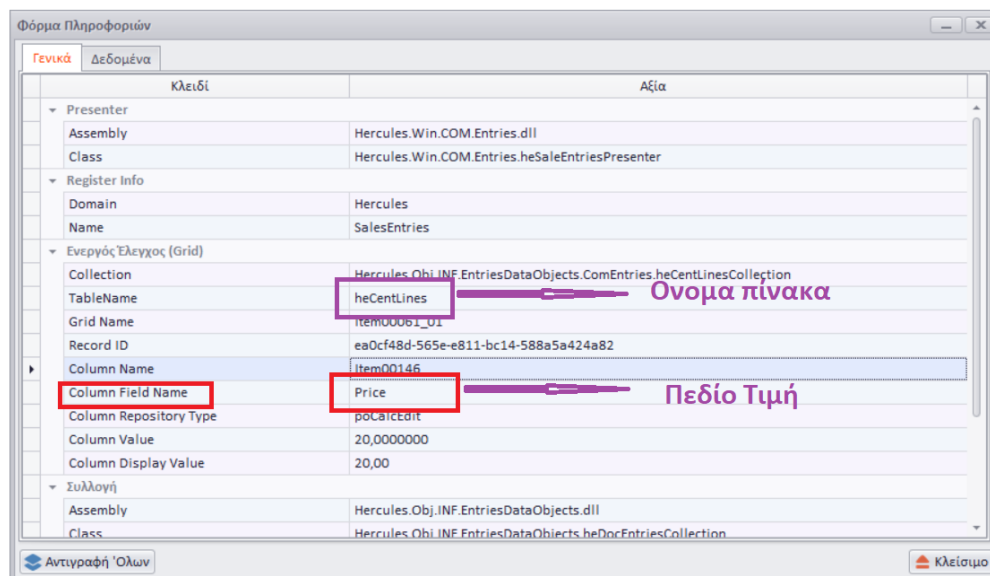 Φόρμα Πληροφοριών
Γενικά Δεδομένα
Κλειδί Αξία
Presenter
Assembly Hercules.Win.COM.Entries.dll
Class Hercules.Win.COM.Entries.heSaleEntriesPresenter
Register Info
Domain Hercules
Name SalesEntries
Ενεργός Έλεγχος (Grid)
Collection Hercules.Obj.INF.EntriesDataObjects.ComEntries.heCentLinesCollection
TableName heCentLines Ονομα πίνακα
Grid Name Item00061_01
Record ID ea0cf48d-565e-e811-bc14-588a5a424a82
Column Name Item00146
Column Field Name Price Πεδίο Τιμή
Column Repository Type poCalcEdit
Column Value 20,0000000
Column Display Value 20,00
Συλλογή
Assembly Hercules.Obj.INF.EntriesDataObjects.dll
Class Hercules.Obj.INF.EntriesDataObjects.heDocEntriesCollection
Αντιγραφή 'Ολων Κλείσιμο